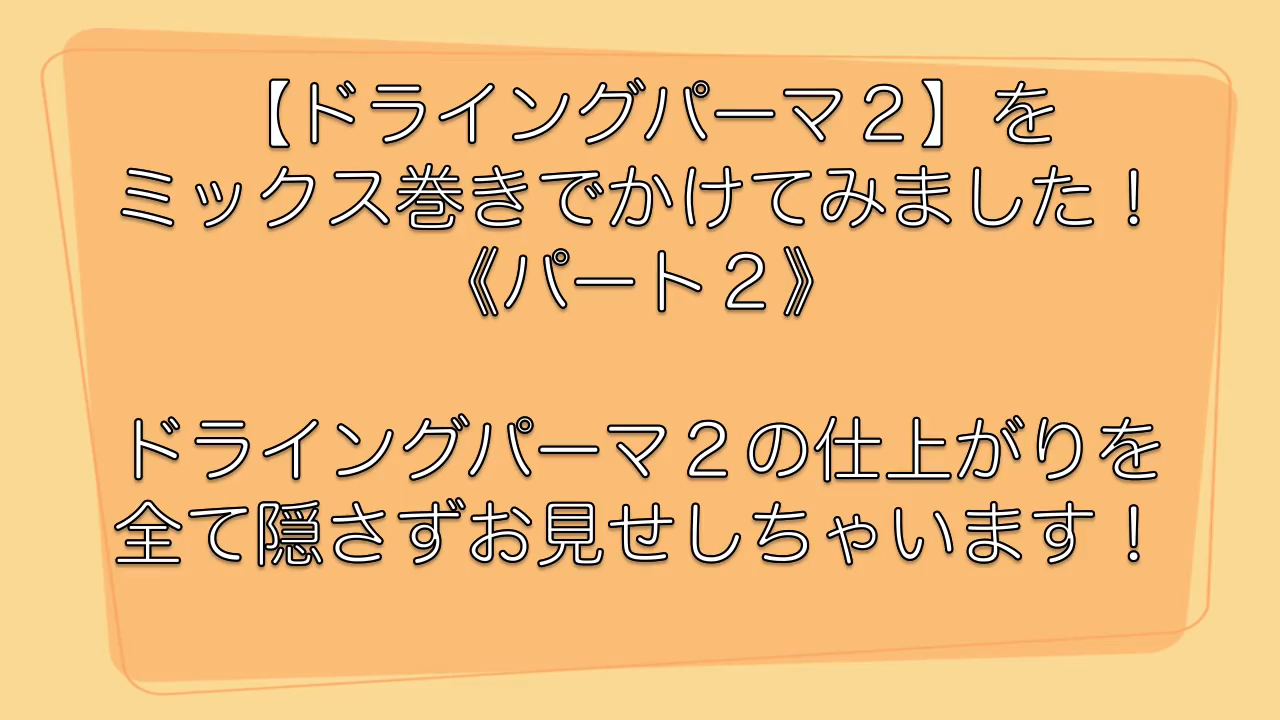 【ドライングパーマ２】を
ミックス巻きでかけてみました！
《パート２》
ドライングパーマ２の仕上がりを
全て隠さずお見せしちゃいます！